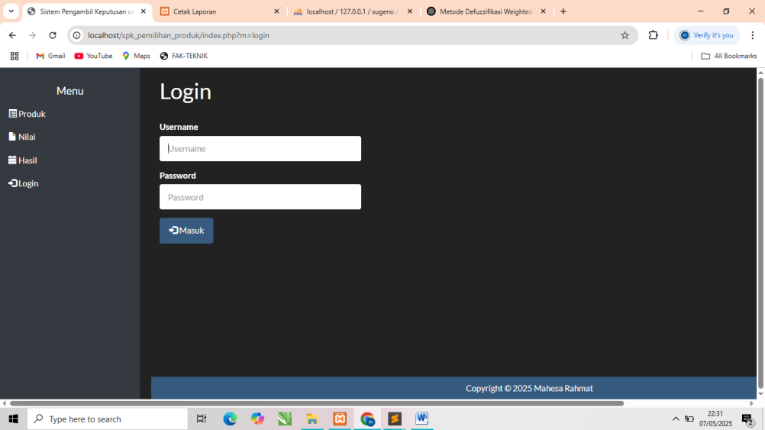 Sistem Pengambil Keputusan u
Cetak Laporan
localhost / 127.0.0.1 / sugeno /
Metode Defuzzifikasi Weighted
localhost/spk_pemilihan_produk/index.php?m=login
Verify it's you
Gmail
YouTube
Maps
FAK-TEKNIK
All Bookmarks
Menu
Produk
Nilai
Hasil
Login
Login
Username
Username
Password
Password
Masuk
Copyright © 2025 Mahesa Rahmat
Type here to search
22:31
07/05/2025
2